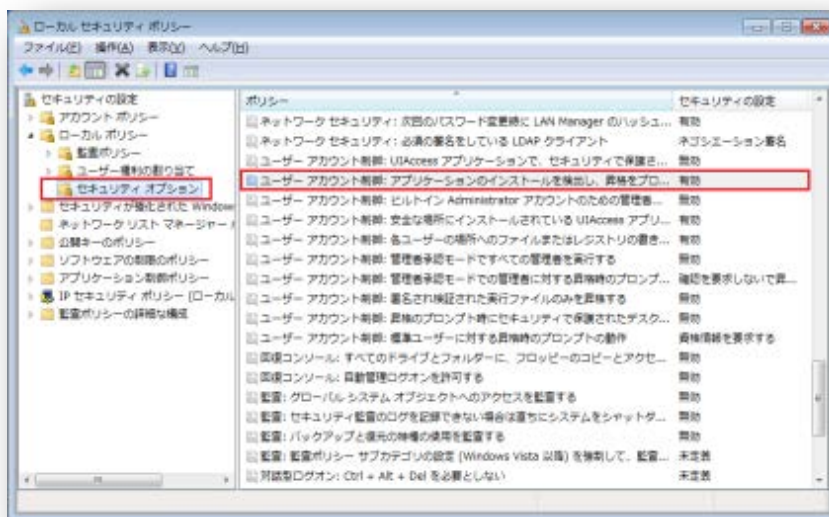 ローカル セキュリティ ポリシー
ファイル(F) 操作(A) 表示(V) ヘルプ(H)
セキュリティの設定
アカウント ポリシー
ローカル ポリシー
監査ポリシー
ユーザー権利の割り当て
セキュリティ オプション
セキュリティが強化された Window
ネットワーク リスト マネージャー
公開キーのポリシー
ソフトウェアの制限のポリシー
アプリケーション制御ポリシー
IP セキュリティ ポリシー (ローカル
監査ポリシーの詳細な構成
ポリシー セキュリティの設定
ネットワーク セキュリティ: 次回のパスワード変更時に LAN Manager のハッシュ... 有効
ネットワーク セキュリティ: 必須の署名をしている LDAP クライアント ネゴシエーション署名
ユーザー アカウント制御: UIAccess アプリケーションで、セキュリティで保護さ... 無効
ユーザー アカウント制御: アプリケーションのインストールを検出し、昇格をプロ... 有効
ユーザー アカウント制御: ビルトイン Administrator アカウントのための管理者... 無効
ユーザー アカウント制御: 安全な場所にインストールされている UIAccess アプリ... 有効
ユーザー アカウント制御: 各ユーザーの場所へのファイルまたはレジストリの書き... 有効
ユーザー アカウント制御: 管理者承認モードですべての管理者を実行する 無効
ユーザー アカウント制御: 管理者承認モードでの管理者に対する昇格時のプロンプ... 確認を要求しないで昇...
ユーザー アカウント制御: 署名され検証された実行ファイルのみを昇格する 無効
ユーザー アカウント制御: 昇格のプロンプト時にセキュリティで保護されたデスク... 無効
ユーザー アカウント制御: 標準ユーザーに対する昇格時のプロンプトの動作 資格情報を要求する
回復コンソール: すべてのドライブとフォルダーに、フロッピーのコピーとアクセ... 無効
回復コンソール: 自動管理ログオンを許可する 無効
監査: グローバル システム オブジェクトへのアクセスを監査する 無効
監査: セキュリティ監査のログを記録できない場合は直ちにシステムをシャットダ... 無効
監査: バックアップと復元の特権の使用を監査する 無効
監査: 監査ポリシー サブカテゴリの設定 (Windows Vista 以降) を強制して、監査... 未定義
対話型ログオン: Ctrl + Alt + Del を必要としない 未定義